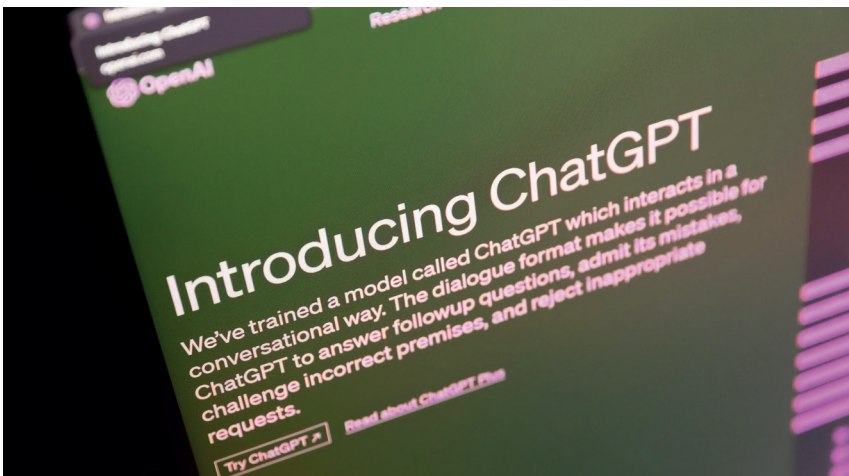 Introducing ChatGPT
openai.com
Research
OpenAI
Introducing ChatGPT
We've trained a model called ChatGPT which interacts in a
conversational way. The dialogue format makes it possible for
ChatGPT to answer followup questions, admit its mistakes,
challenge incorrect premises, and reject inappropriate
requests.
Try ChatGPT ↗
Read about ChatGPT Plus